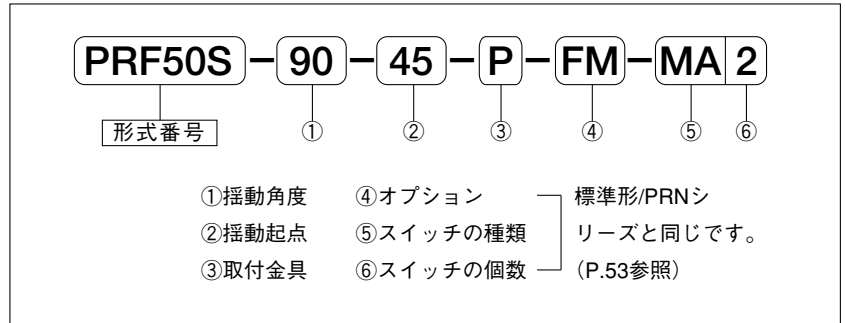 PRF50S-90-45-P-FM-MA2
形式番号 ① ② ③ ④ ⑤ ⑥
①揺動角度 ④オプション 標準形/PRNシ
②揺動起点 ⑤スイッチの種類 リーズと同じです。
③取付金具 ⑥スイッチの個数 (P.53参照)